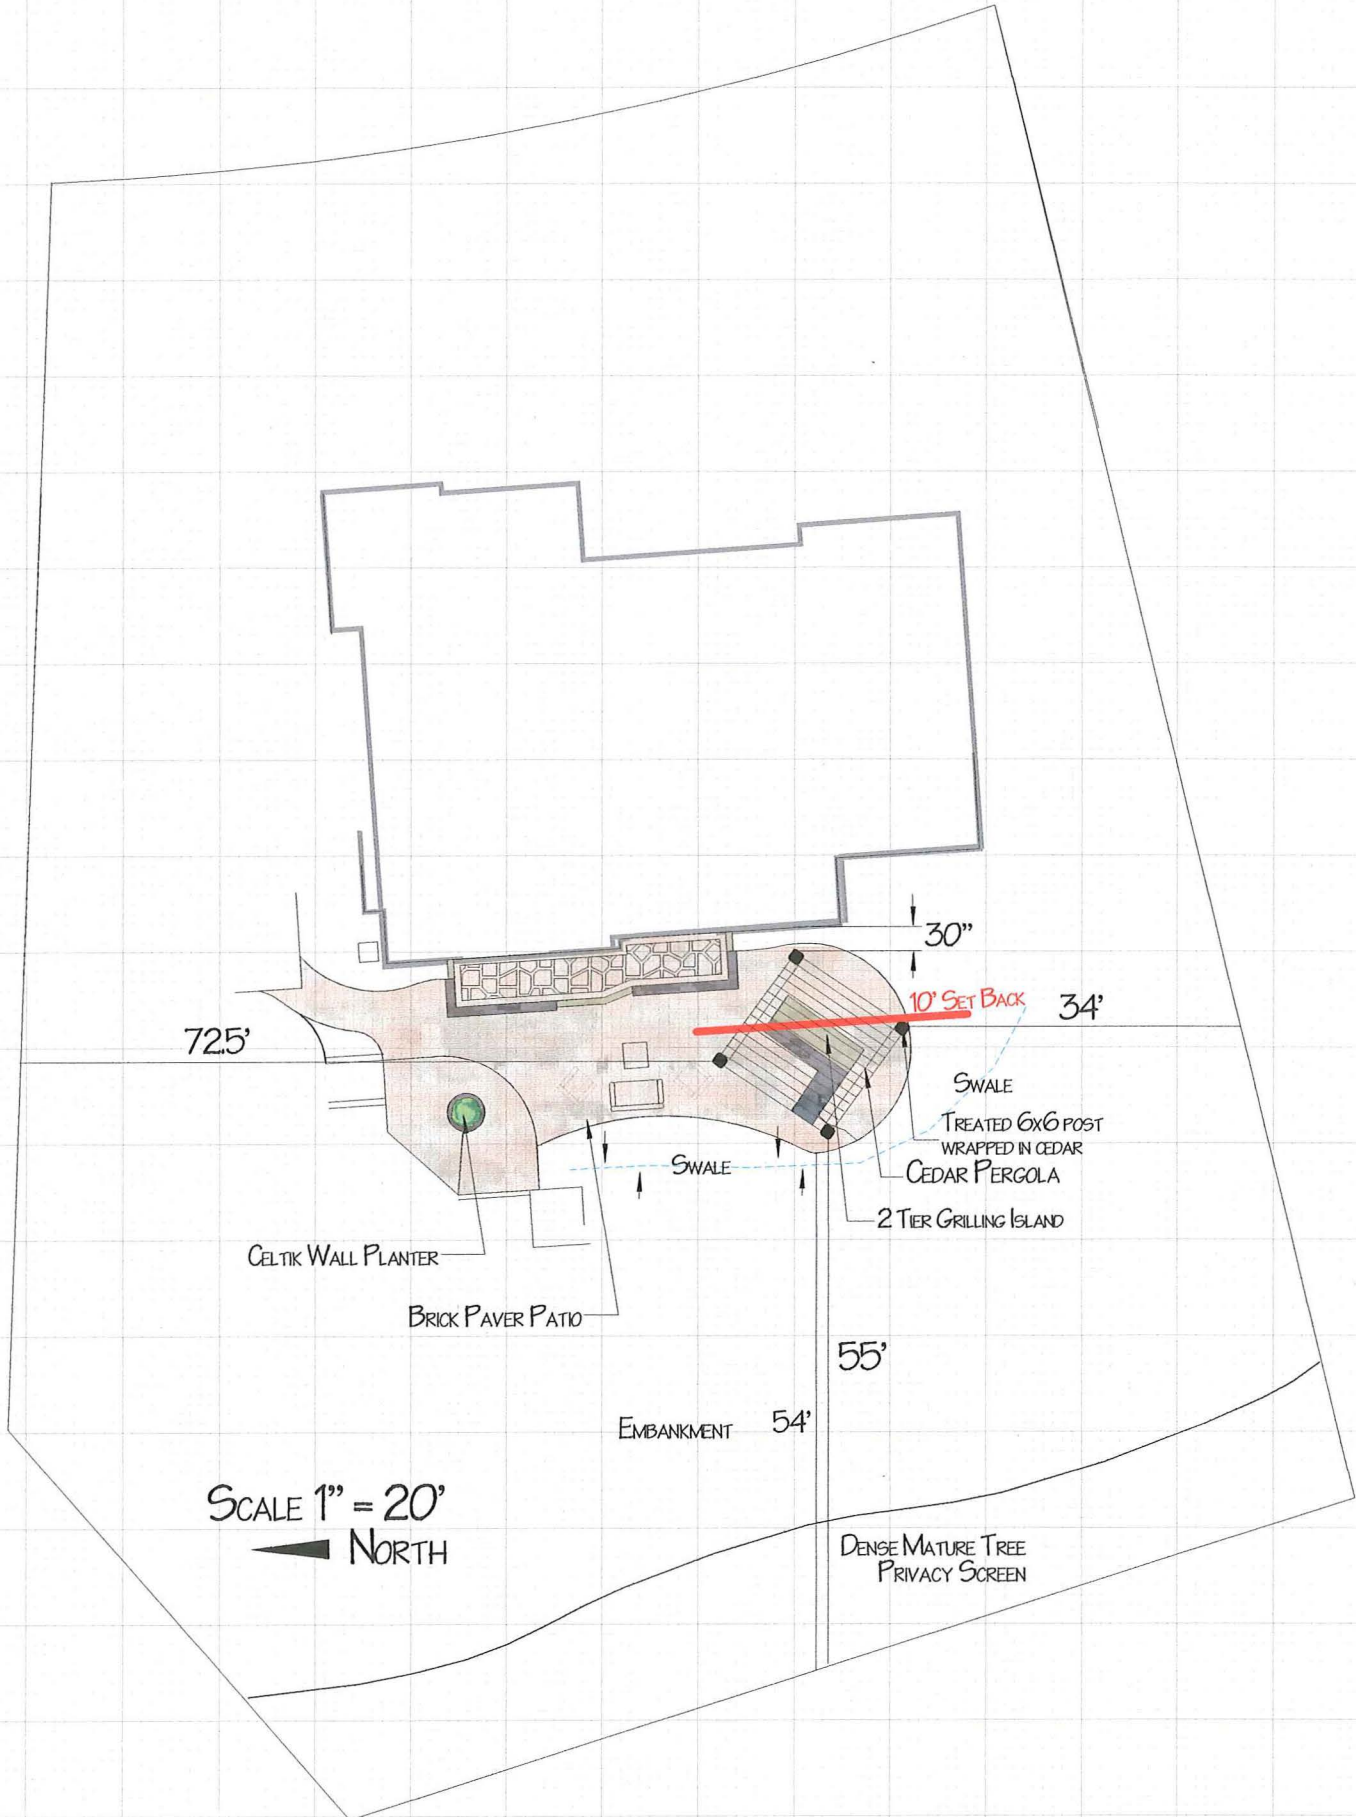 30"
10' SET BACK
34'
72.5'
SWALE
TREATED 6X6 POST
WRAPPED IN CEDAR
SWALE
CEDAR PERGOLA
2 TIER GRILLING ISLAND
CELTIK WALL PLANTER
BRICK PAVER PATIO
55'
EMBANKMENT 54'
SCALE 1" = 20'
NORTH
DENSE MATURE TREE
PRIVACY SCREEN